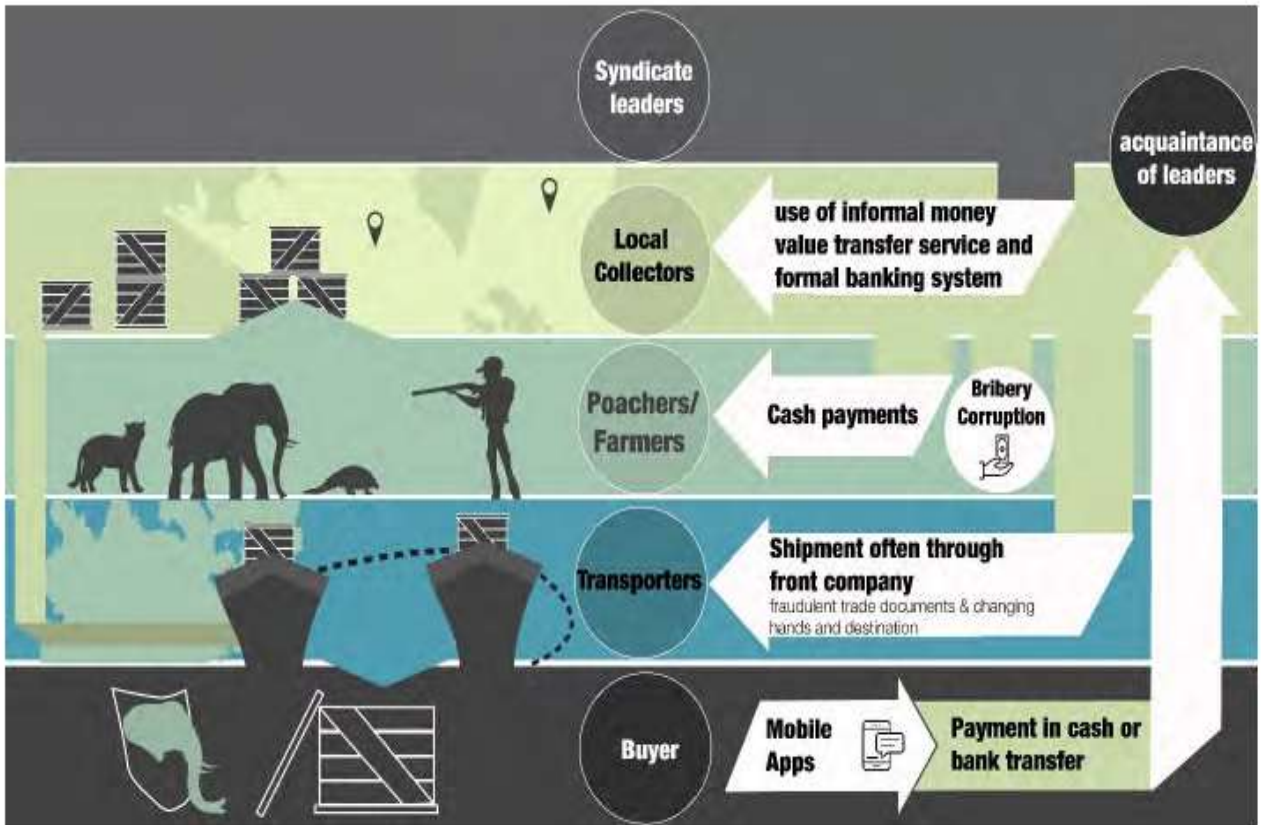 Syndicate
leaders
acquaintance
of leaders
Local
Collectors
use of informal money
value transfer service and
formal banking system
Poachers/
Farmers
Cash payments
Bribery
Corruption
Transporters
Shipment often through
front company
fraudulent trade documents & changing
hands and destination
Buyer
Mobile
Apps
Payment in cash or
bank transfer